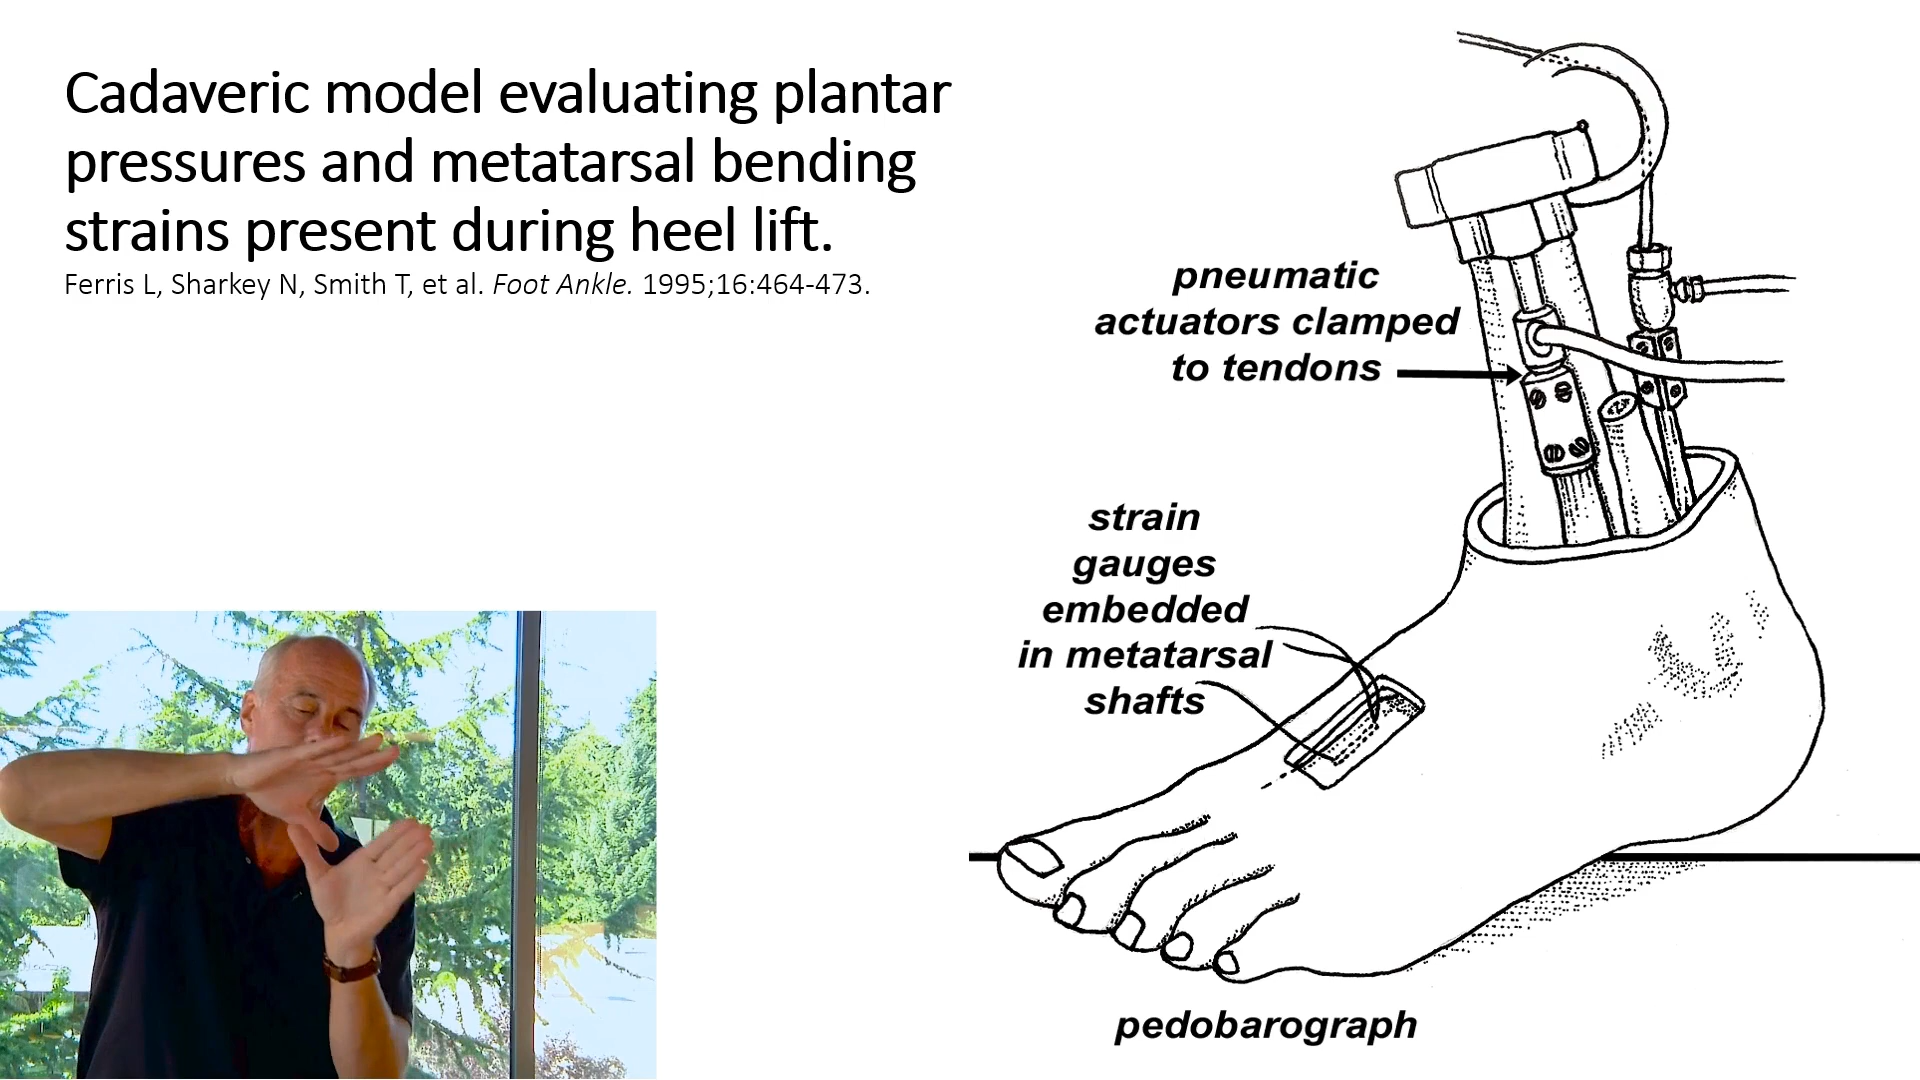 Cadaveric model evaluating plantar
pressures and metatarsal bending
strains present during heel lift.
Ferris L, Sharkey N, Smith T, et al. Foot Ankle. 1995;16:464-473.
pneumatic
actuators clamped
to tendons
strain
gauges
embedded
in metatarsal
shafts
pedobarograph